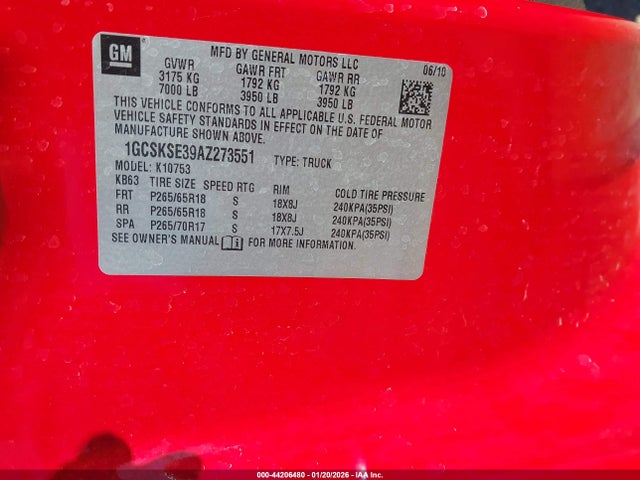 GM
MFD BY GENERAL MOTORS LLC
06/10
GVWR GAWR FRT GAWR RR
3175 KG 1792 KG 1792 KG
7000 LB 3950 LB 3950 LB
THIS VEHICLE CONFORMS TO ALL APPLICABLE U.S. FEDERAL MOTOR
VEHICLE SAFETY STANDARDS IN EFFECT ON THE DATE OF
MANUFACTURE SHOWN ABOVE.
1GCSKSE39AZ273551 TYPE: TRUCK
MODEL: K10753
KB63 TIRE SIZE SPEED RTG RIM COLD TIRE PRESSURE
FRT P265/65R18 S 18X8J 240KPA(35PSI)
RR P265/65R18 S 18X8J 240KPA(35PSI)
SPA P265/70R17 S 17X7.5J 240KPA(35PSI)
SEE OWNER'S MANUAL FOR MORE INFORMATION.
000-44206480 - 01/20/2026 - IAA Holdings, LLC.